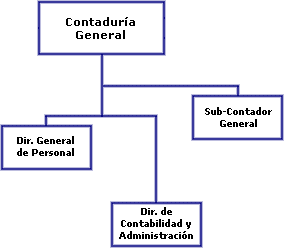 Contaduría
General
Sub-Contador
General
Dir. General
de Personal
Dir. de
Contabilidad y
Administración